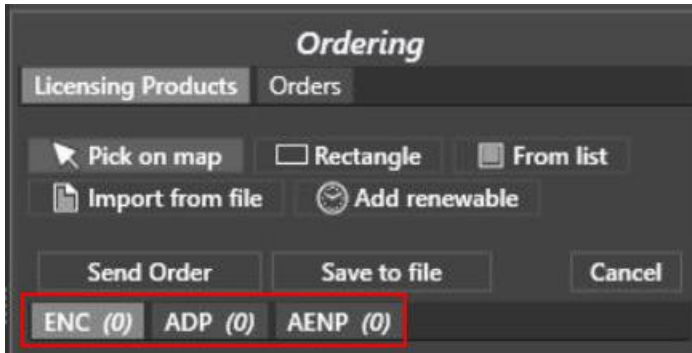 Ordering
Licensing Products Orders
Pick on map Rectangle From list
Import from file Add renewable
Send Order Save to file Cancel
ENC (0) ADP (0) AENP (0)